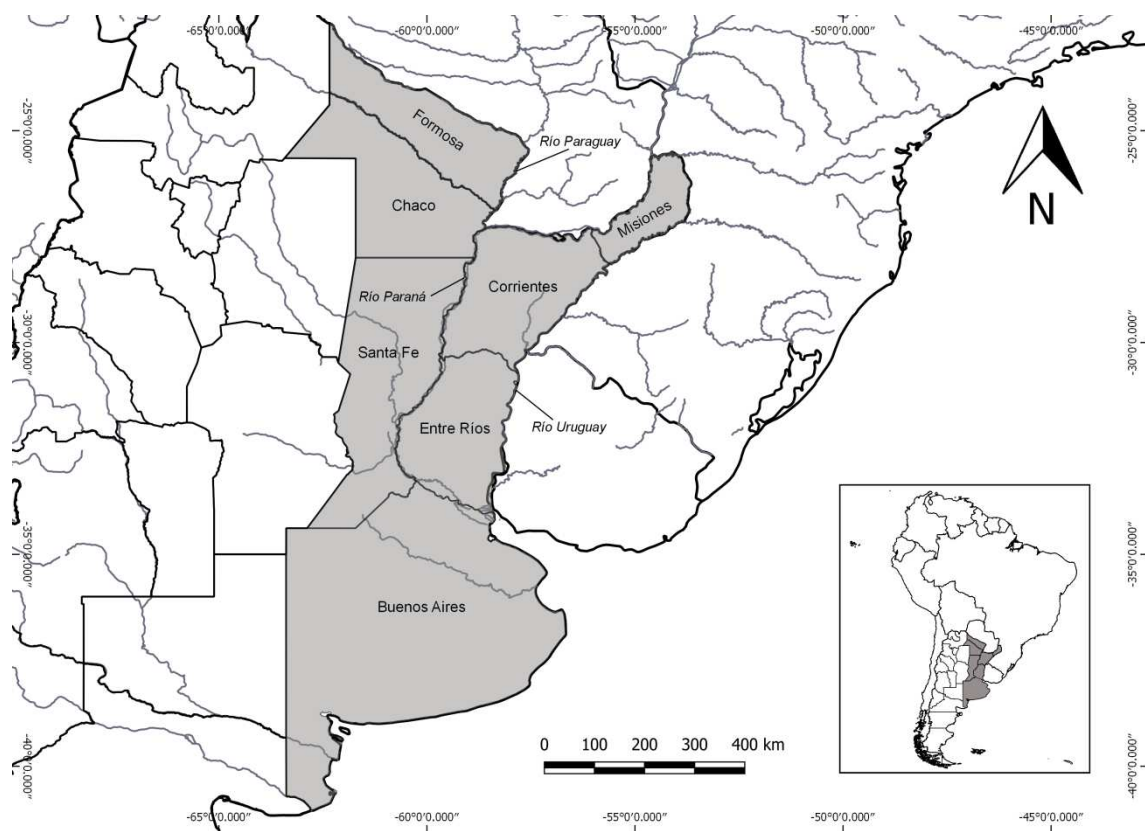 -65°0'0.000" -60°0'0.000" -55°0'0.000" -50°0'0.000" -45°0'0.000"
-25°0'0.000" -25°0'0.000"
Formosa
Río Paraguay
Chaco
Misiones
N
Río Paraná
Corrientes
-30°0'0.000" -30°0'0.000"
Santa Fe
Entre Ríos
Río Uruguay
-35°0'0.000" -35°0'0.000"
Buenos Aires
-40°0'0.000" -40°0'0.000"
0 100 200 300 400 km
-65°0'0.000" -60°0'0.000" -55°0'0.000" -50°0'0.000" -45°0'0.000"